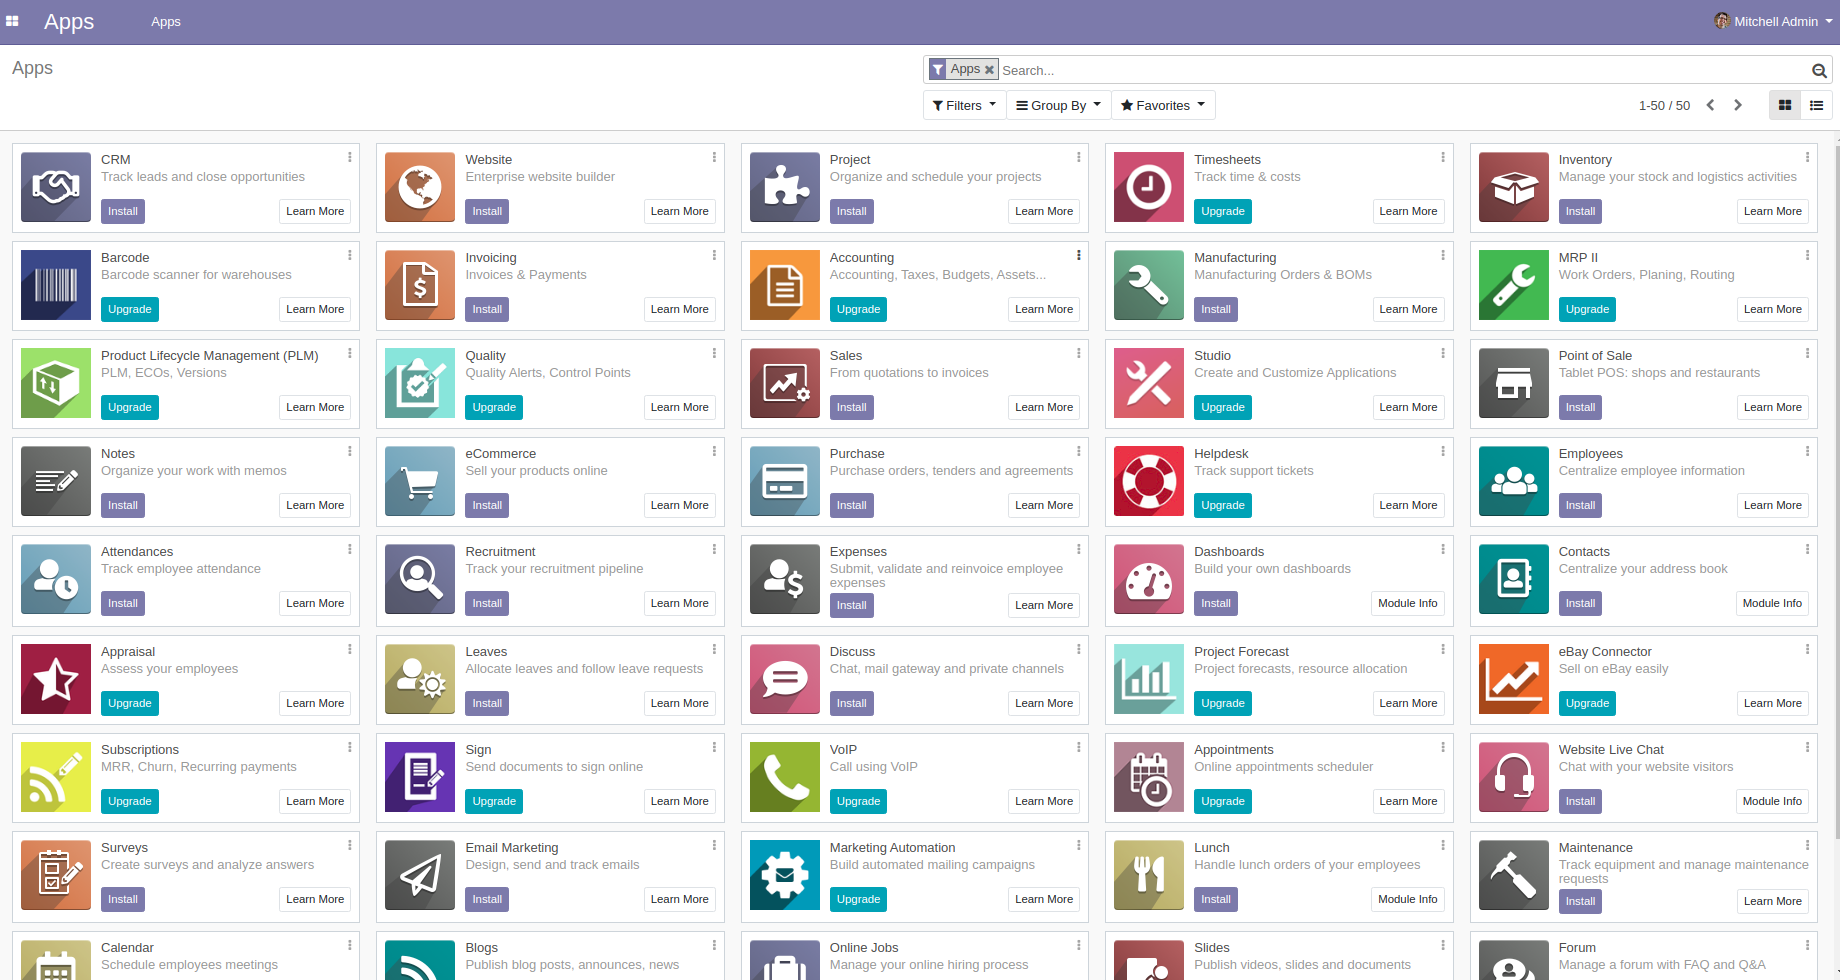 Apps Apps Mitchell Admin
Apps
Apps Search...
Filters Group By Favorites 1-50 / 50
CRM
Track leads and close opportunities
Install Learn More
Website
Enterprise website builder
Install Learn More
Project
Organize and schedule your projects
Install Learn More
Timesheets
Track time & costs
Upgrade Learn More
Inventory
Manage your stock and logistics activities
Install Learn More
Barcode
Barcode scanner for warehouses
Upgrade Learn More
Invoicing
Invoices & Payments
Install Learn More
Accounting
Accounting, Taxes, Budgets, Assets...
Upgrade Learn More
Manufacturing
Manufacturing Orders & BOMs
Install Learn More
MRP II
Work Orders, Planing, Routing
Upgrade Learn More
Product Lifecycle Management (PLM)
PLM, ECOs, Versions
Upgrade Learn More
Quality
Quality Alerts, Control Points
Upgrade Learn More
Sales
From quotations to invoices
Install Learn More
Studio
Create and Customize Applications
Upgrade Learn More
Point of Sale
Tablet POS: shops and restaurants
Install Learn More
Notes
Organize your work with memos
Install Learn More
eCommerce
Sell your products online
Install Learn More
Purchase
Purchase orders, tenders and agreements
Install Learn More
Helpdesk
Track support tickets
Upgrade Learn More
Employees
Centralize employee information
Install Learn More
Attendances
Track employee attendance
Install Learn More
Recruitment
Track your recruitment pipeline
Install Learn More
Expenses
Submit, validate and reinvoice employee
expenses
Install Learn More
Dashboards
Build your own dashboards
Install Module Info
Contacts
Centralize your address book
Install Module Info
Appraisal
Assess your employees
Upgrade Learn More
Leaves
Allocate leaves and follow leave requests
Install Learn More
Discuss
Chat, mail gateway and private channels
Install Learn More
Project Forecast
Project forecasts, resource allocation
Upgrade Learn More
eBay Connector
Sell on eBay easily
Upgrade Learn More
Subscriptions
MRR, Churn, Recurring payments
Upgrade Learn More
Sign
Send documents to sign online
Upgrade Learn More
VoIP
Call using VoIP
Upgrade Learn More
Appointments
Online appointments scheduler
Upgrade Learn More
Website Live Chat
Chat with your website visitors
Install Module Info
Surveys
Create surveys and analyze answers
Install Learn More
Email Marketing
Design, send and track emails
Install Learn More
Marketing Automation
Build automated mailing campaigns
Upgrade Learn More
Lunch
Handle lunch orders of your employees
Install Module Info
Maintenance
Track equipment and manage maintenance
requests
Install Learn More
Calendar
Schedule employees meetings
Blogs
Publish blog posts, announces, news
Online Jobs
Manage your online hiring process
Slides
Publish videos, slides and documents
Forum
Manage a forum with FAQ and Q&A